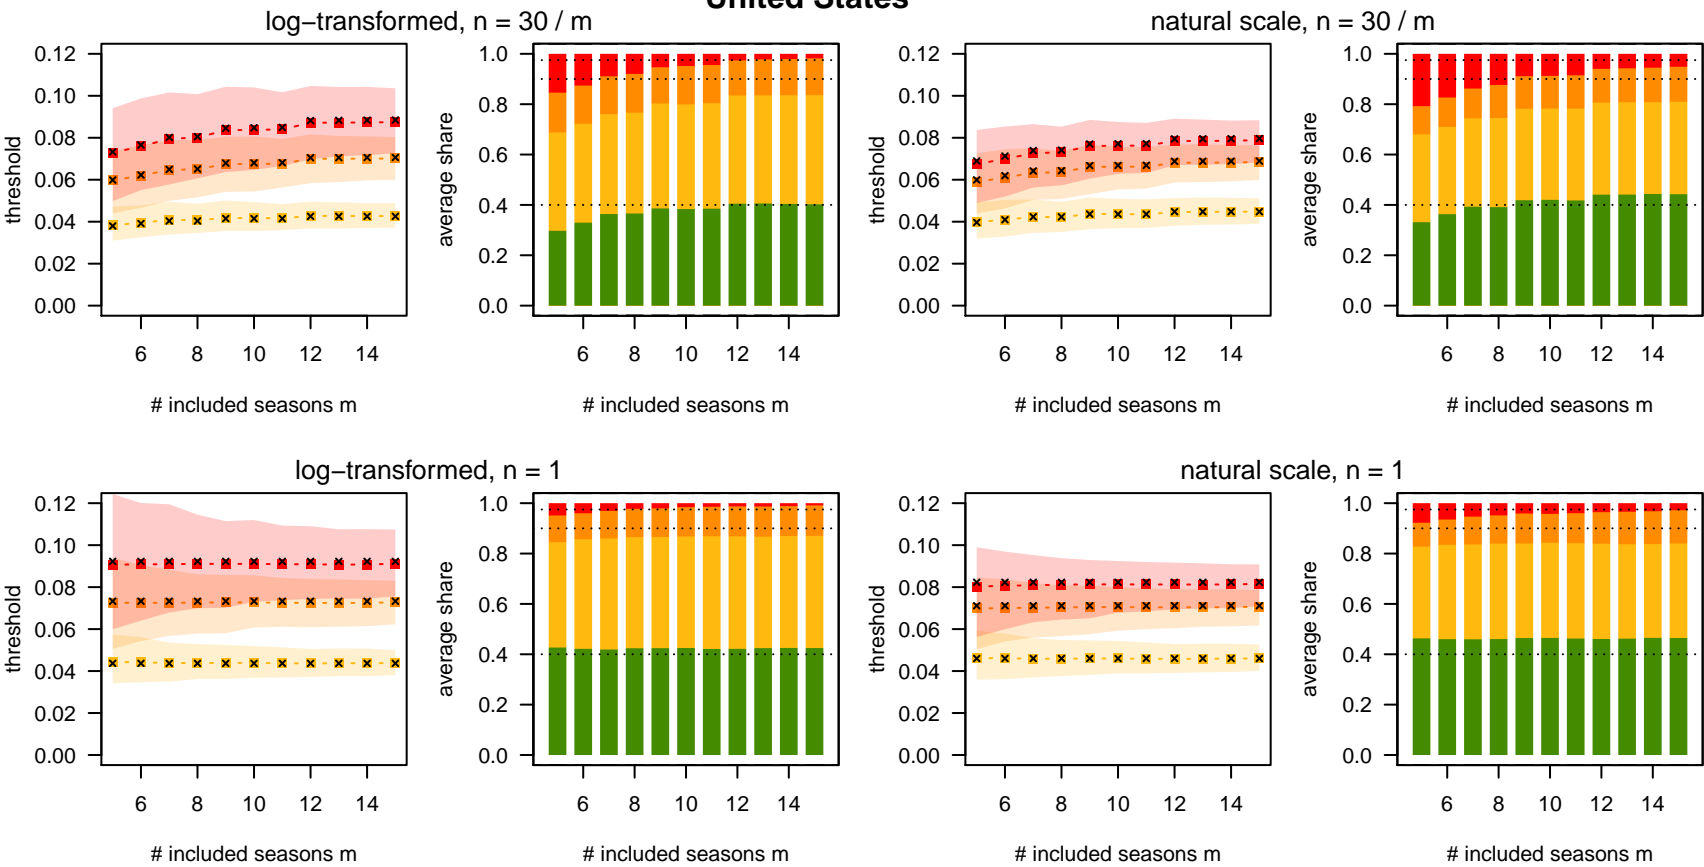 United States
log−transformed, n = 30 / m
natural scale, n = 30 / m
threshold
0.12
0.10
0.08
0.06
0.04
0.02
0.00
6 8 10 12 14
# included seasons m
average share
1.0
0.8
0.6
0.4
0.2
0.0
6 8 10 12 14
# included seasons m
threshold
0.12
0.10
0.08
0.06
0.04
0.02
0.00
6 8 10 12 14
# included seasons m
average share
1.0
0.8
0.6
0.4
0.2
0.0
6 8 10 12 14
# included seasons m
log−transformed, n = 1
natural scale, n = 1
threshold
0.12
0.10
0.08
0.06
0.04
0.02
0.00
6 8 10 12 14
# included seasons m
average share
1.0
0.8
0.6
0.4
0.2
0.0
6 8 10 12 14
# included seasons m
threshold
0.12
0.10
0.08
0.06
0.04
0.02
0.00
6 8 10 12 14
# included seasons m
average share
1.0
0.8
0.6
0.4
0.2
0.0
6 8 10 12 14
# included seasons m